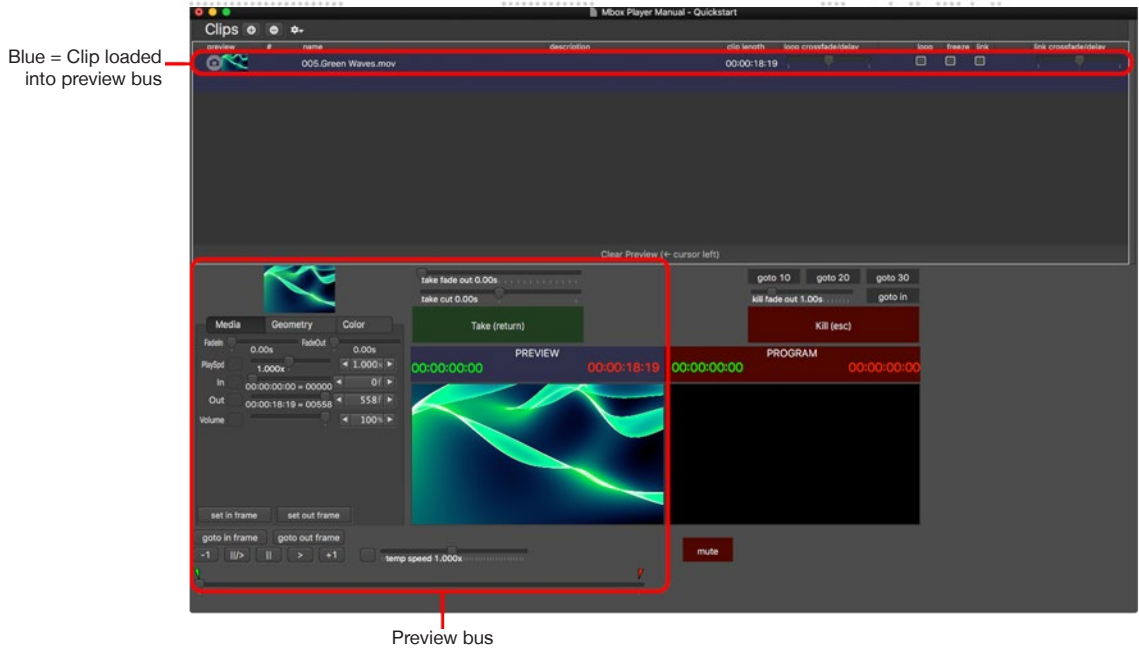 Mbox Player Manual - Quickstart
Clips
preview # name description clip length loop crossfade/delay loop freeze link link crossfade/delay
Blue = Clip loaded
into preview bus
005.Green Waves.mov 00:00:18:19
Clear Preview (← cursor left)
take fade out 0.00s
take cut 0.00s
Take (return)
goto 10 goto 20 goto 30
kill fade out 1.00s goto in
Kill (esc)
Media Geometry Color
FadeIn 0.00s FadeOut 0.00s
PlaySpd 1.000x 1.000x
In 00:00:00:00 = 00000 0f
Out 00:00:18:19 = 00558 558f
Volume 100%
PREVIEW
00:00:00:00 00:00:18:19
PROGRAM
00:00:00:00 00:00:00:00
set in frame set out frame
goto in frame goto out frame
-1 ||/> || > +1
temp speed 1.000x
mute
Preview bus